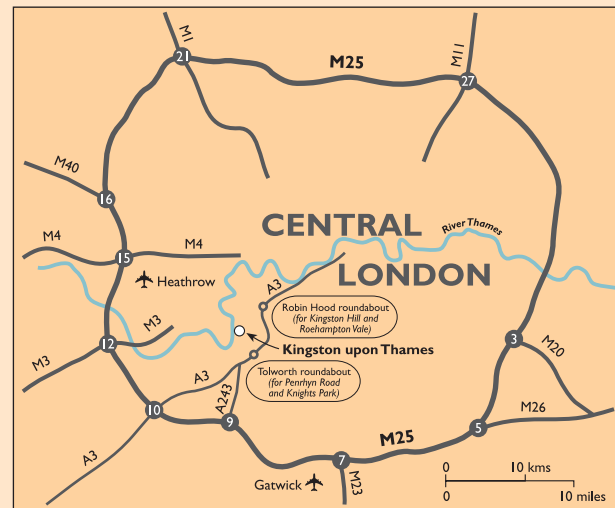 M1
21
M25
M11
27
M40
16
CENTRAL
River Thames
M4
15
M4
Heathrow
LONDON
A3
Robin Hood roundabout
(for Kingston Hill and
Roehampton Vale)
M3
12
M3
Kingston upon Thames
3
M20
Tolworth roundabout
(for Penrhyn Road
and Knights Park)
A3
A243
10
9
M26
5
A3
M25
7
M23
Gatwick
0 10 kms
0 10 miles